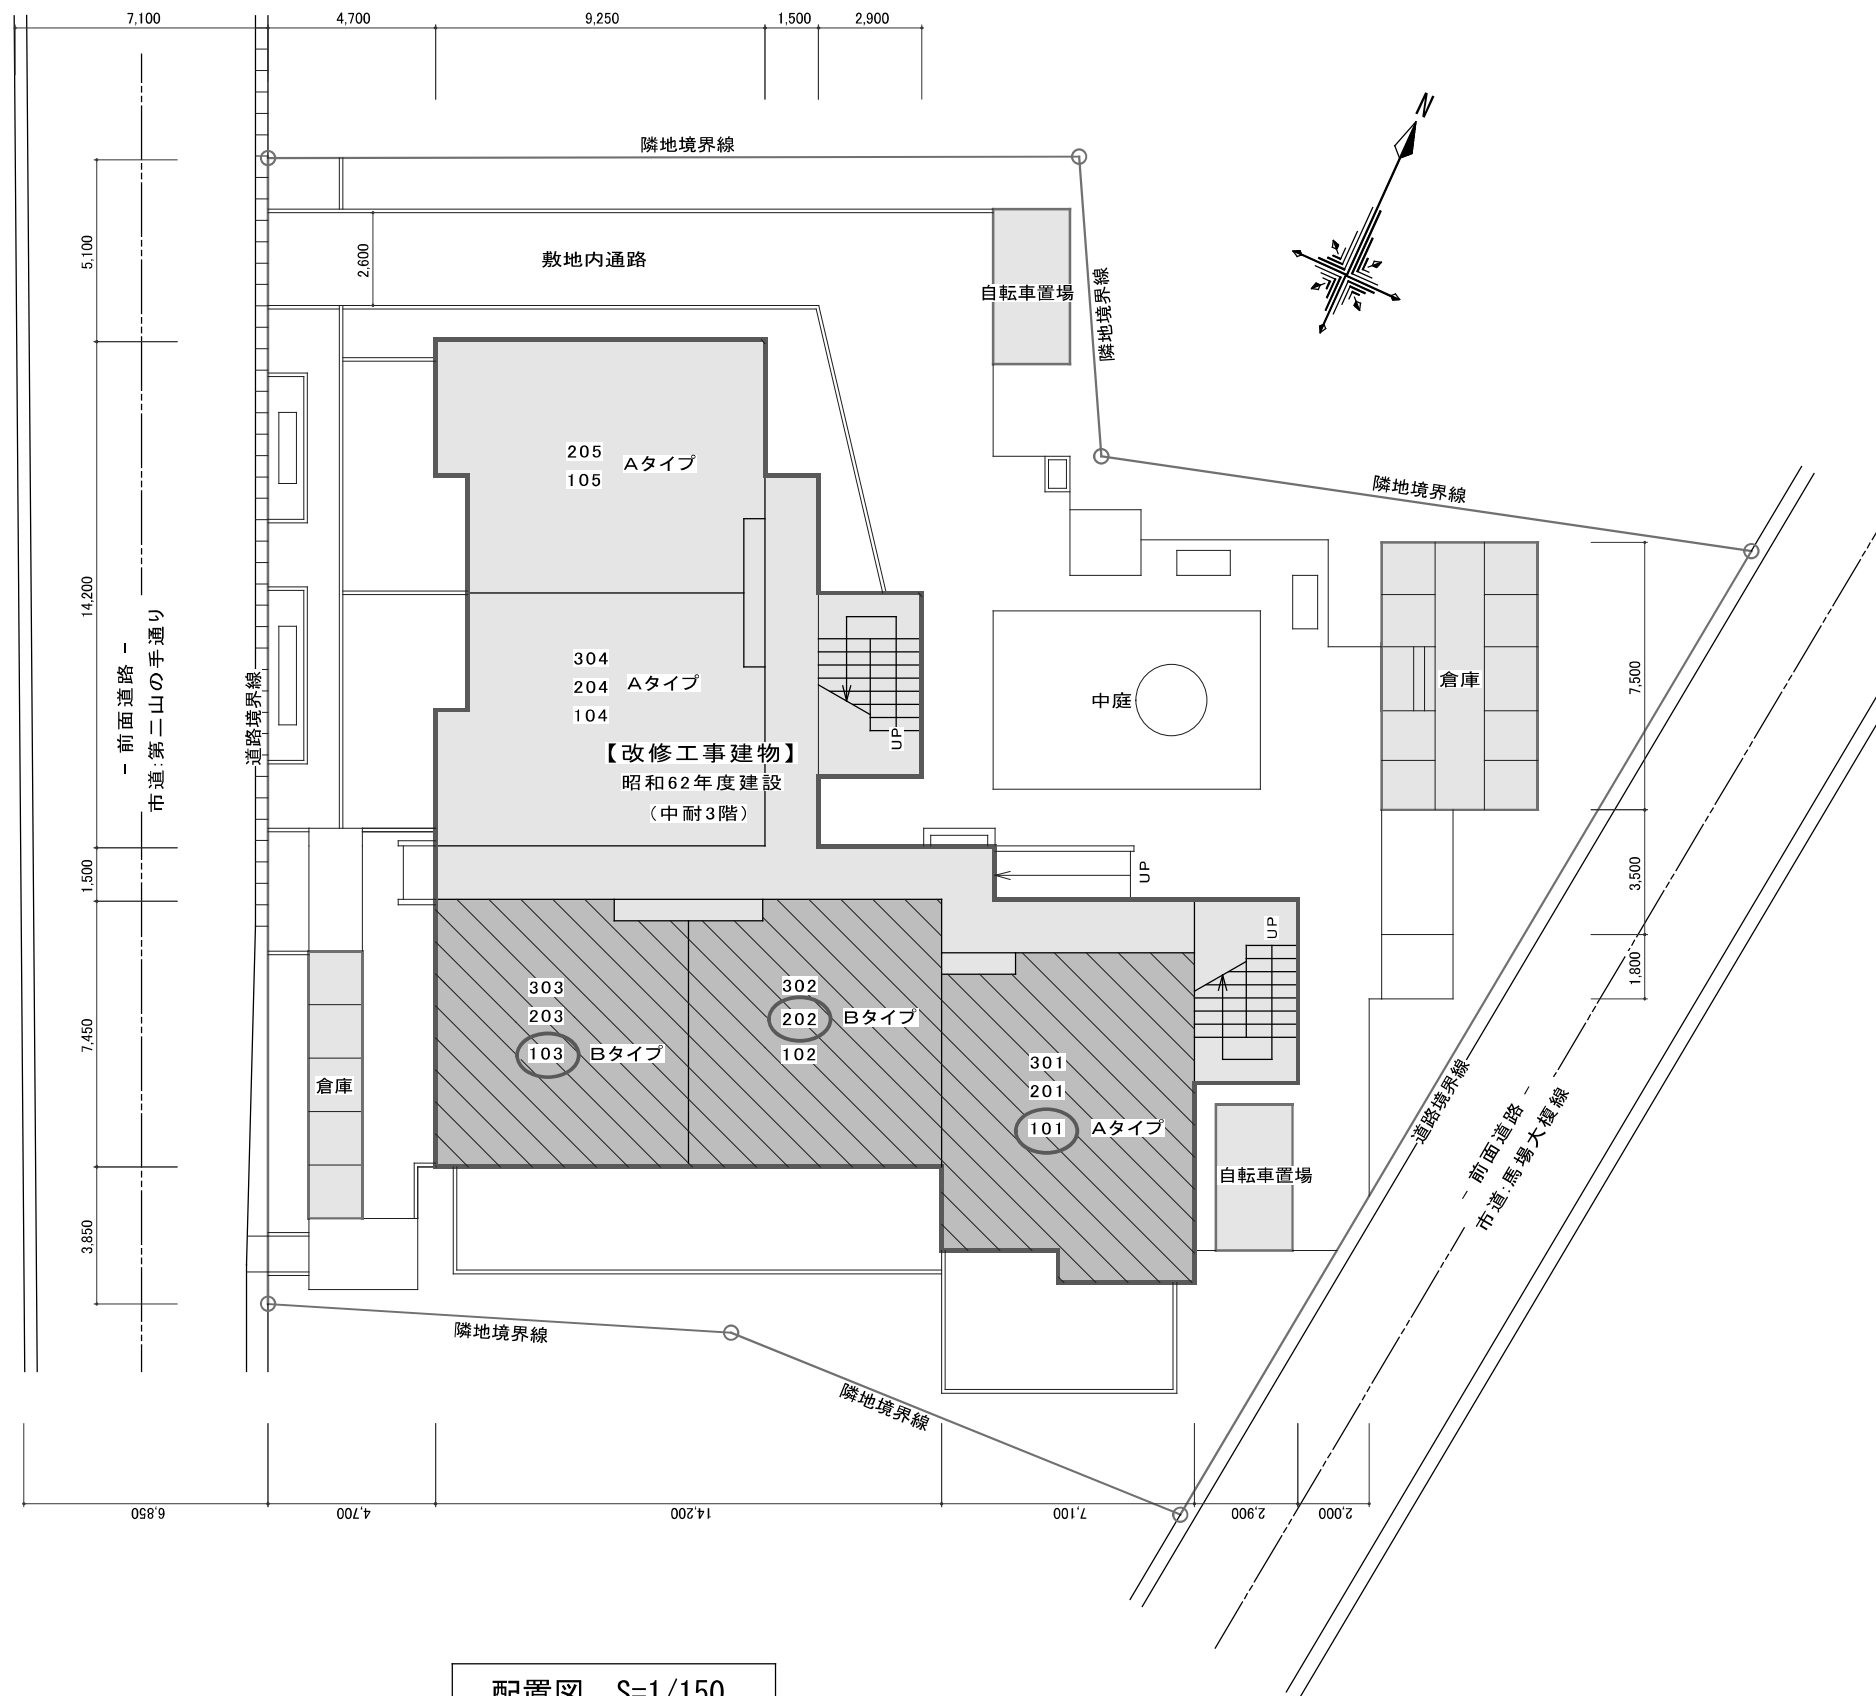 7,100
4,700
9,250
1,500
2,900
N
隣地境界線
5,100
2,600
敷地内通路
自転車置場
隣地境界線
隣地境界線
205
105
Aタイプ
14,200
- 前面道路 -
市道:第二山の手通り
道路境界線
304
204
104
Aタイプ
UP
【改修工事建物】
昭和62年度建設
(中耐3階)
中庭
倉庫
7,500
1,500
UP
3,500
UP
1,800
7,450
倉庫
303
203
103
Bタイプ
302
202
102
Bタイプ
301
201
101
Aタイプ
自転車置場
道路境界線
- 前面道路 -
市道:馬場大榎線
3,850
隣地境界線
隣地境界線
6,850
4,700
14,200
7,100
2,900
2,000
配置図 S=1/150